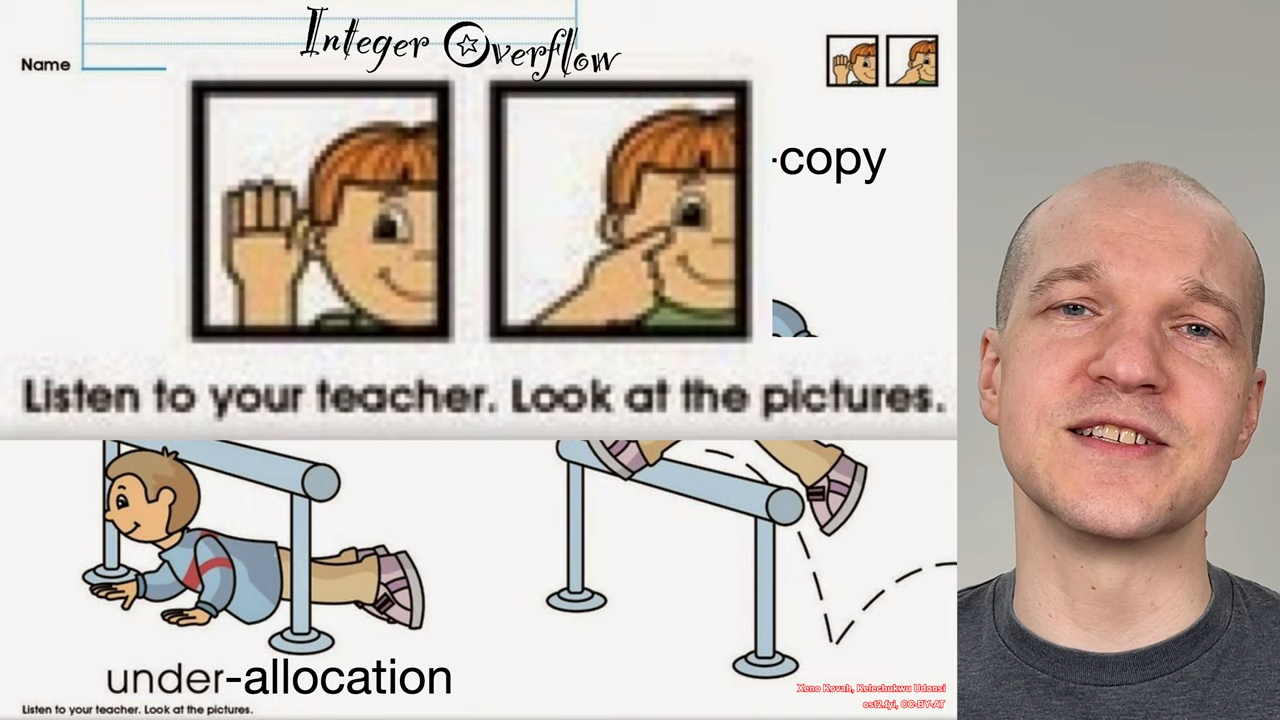 Integer Overflow
Name
-copy
Listen to your teacher. Look at the pictures.
under-allocation
Listen to your teacher. Look at the pictures.
Xeno Kovah, Kelechukwu Udonsi
ost2.fyi, CC-BY-AT